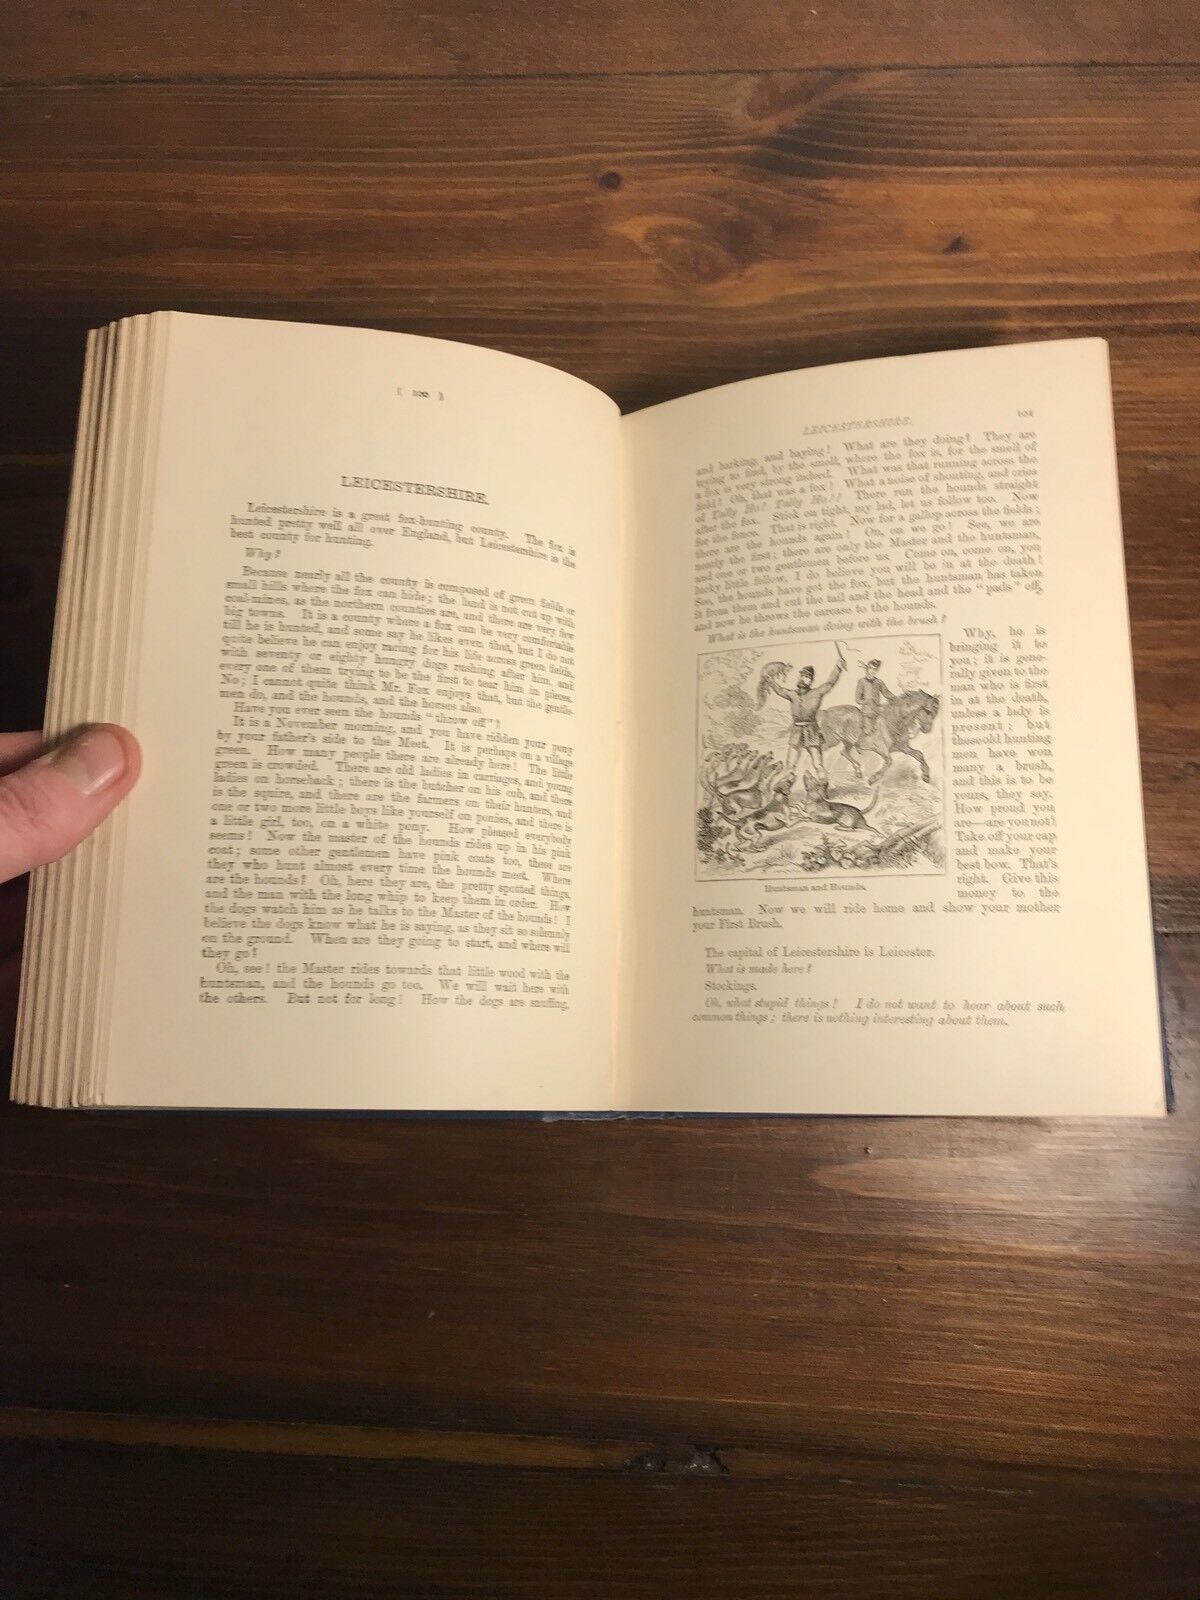 ( 100 )
LEICESTERSHIRE.
Leicestershire is a great fox-hunting county. The fox is
hunted pretty well all over England, but Leicestershire is the
best county for hunting.
Why?
Because nearly all the county is composed of green fields or
small hills where the fox can hide; the land is not cut up with
coal-mines, as the northern counties are, and there are very few
big towns. It is a county where a fox can be very comfortable
till he is hunted, and some say he likes even that, but I do not
quite believe he can enjoy racing for his life across green fields,
with seventy or eighty hungry dogs rushing after him, and
every one of them trying to be the first to tear him in pieces.
No; I cannot quite think Mr. Fox enjoys that, but the gentle-
men do, and the hounds, and the horses also.
Have you ever seen the hounds "throw off"?
It is a November morning, and you have ridden your pony
by your father's side to the Meet. It is perhaps on a village
green. How many people there are already here! The little
green is crowded. There are old ladies in carriages, and young
ladies on horseback; there is the butcher on his cob, and there
is the squire, and there are the farmers on their hunters, and
one or two more little boys like yourself on ponies, and there is
a little girl, too, on a white pony. How pleased everybody
seems! Now the master of the hounds rides up in his pink
coat; some other gentlemen have pink coats too, these are
they who hunt almost every time the hounds meet. Where
are the hounds? Oh, here they are, the pretty spotted things,
and the man with the long whip to keep them in order. How
the dogs watch him as he talks to the Master of the hounds! I
believe the dogs know what he is saying, as they sit so solemnly
on the ground. When are they going to start, and where will
they go?
Oh, see! the Master rides towards that little wood with the
huntsman, and the hounds go too. We will wait here with
the others. But not for long! How the dogs are snuffing,
LEICESTERSHIRE. 101
and barking, and baying! What are they doing? They are
trying to find, by the smell, where the fox is, for the smell of
a fox is very strong indeed. What was that running across the
field? Oh, that was a fox! What a noise of shouting, and cries
of Tally Ho! Tally Ho!! There run the hounds straight
after the fox. Stick on tight, my lad, let us follow too. Now
for the fence. That is right. Now for a gallop across the fields;
there are the hounds again! On, on we go! See, we are
nearly the first; there are only the Master and the huntsman,
and one or two gentlemen before us. Come on, come on, you
lucky little fellow, I do believe you will be in at the death!
See, the hounds have got the fox, but the huntsman has taken
it from them and cut the tail and the head and the "pads" off,
and now he throws the carcase to the hounds.
What is the huntsman doing with the brush?
Why, he is
bringing it to
you; it is gene-
rally given to the
man who is first
in at the death,
unless a lady is
present; but
these old hunting
men have won
many a brush,
and this is to be
yours, they say.
How proud you
are—are you not?
Take off your cap
and make your
best bow. That's
right. Give this
money to the
Huntsman and Hounds.
huntsman. Now we will ride home and show your mother
your First Brush.
The capital of Leicestershire is Leicester.
What is made here?
Stockings.
Oh, what stupid things! I do not want to hear about such
common things; there is nothing interesting about them.